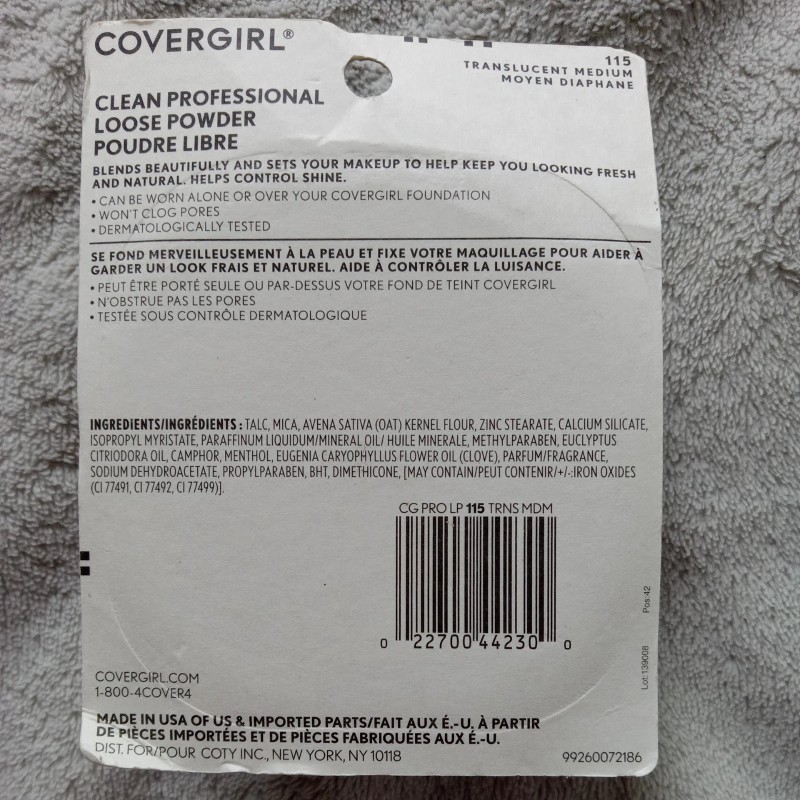 COVERGIRL®
115
TRANSLUCENT MEDIUM
MOYEN DIAPHANE
CLEAN PROFESSIONAL
LOOSE POWDER
POUDRE LIBRE
BLENDS BEAUTIFULLY AND SETS YOUR MAKEUP TO HELP KEEP YOU LOOKING FRESH
AND NATURAL. HELPS CONTROL SHINE.
• CAN BE WORN ALONE OR OVER YOUR COVERGIRL FOUNDATION
• WON'T CLOG PORES
• DERMATOLOGICALLY TESTED
SE FOND MERVEILLEUSEMENT À LA PEAU ET FIXE VOTRE MAQUILLAGE POUR AIDER À
GARDER UN LOOK FRAIS ET NATUREL. AIDE À CONTRÔLER LA LUISANCE.
• PEUT ÊTRE PORTÉ SEULE OU PAR-DESSUS VOTRE FOND DE TEINT COVERGIRL
• N'OBSTRUE PAS LES PORES
• TESTÉE SOUS CONTRÔLE DERMATOLOGIQUE
INGREDIENTS/INGRÉDIENTS : TALC, MICA, AVENA SATIVA (OAT) KERNEL FLOUR, ZINC STEARATE, CALCIUM SILICATE,
ISOPROPYL MYRISTATE, PARAFFINUM LIQUIDUM/MINERAL OIL/ HUILE MINERALE, METHYLPARABEN, EUCLYPTUS
CITRIODORA OIL, CAMPHOR, MENTHOL, EUGENIA CARYOPHYLLUS FLOWER OIL (CLOVE), PARFUM/FRAGRANCE,
SODIUM DEHYDROACETATE, PROPYLPARABEN, BHT, DIMETHICONE, [MAY CONTAIN/PEUT CONTENIR/+/-:IRON OXIDES
(CI 77491, CI 77492, CI 77499)].
CG PRO LP 115 TRNS MDM
0 22700 44230 0
Pos:42
Lot: 139008
COVERGIRL.COM
1-800-4COVER4
MADE IN USA OF US & IMPORTED PARTS/FAIT AUX É.-U. À PARTIR
DE PIÈCES IMPORTÉES ET DE PIÈCES FABRIQUÉES AUX É.-U.
DIST. FOR/POUR COTY INC., NEW YORK, NY 10118
99260072186